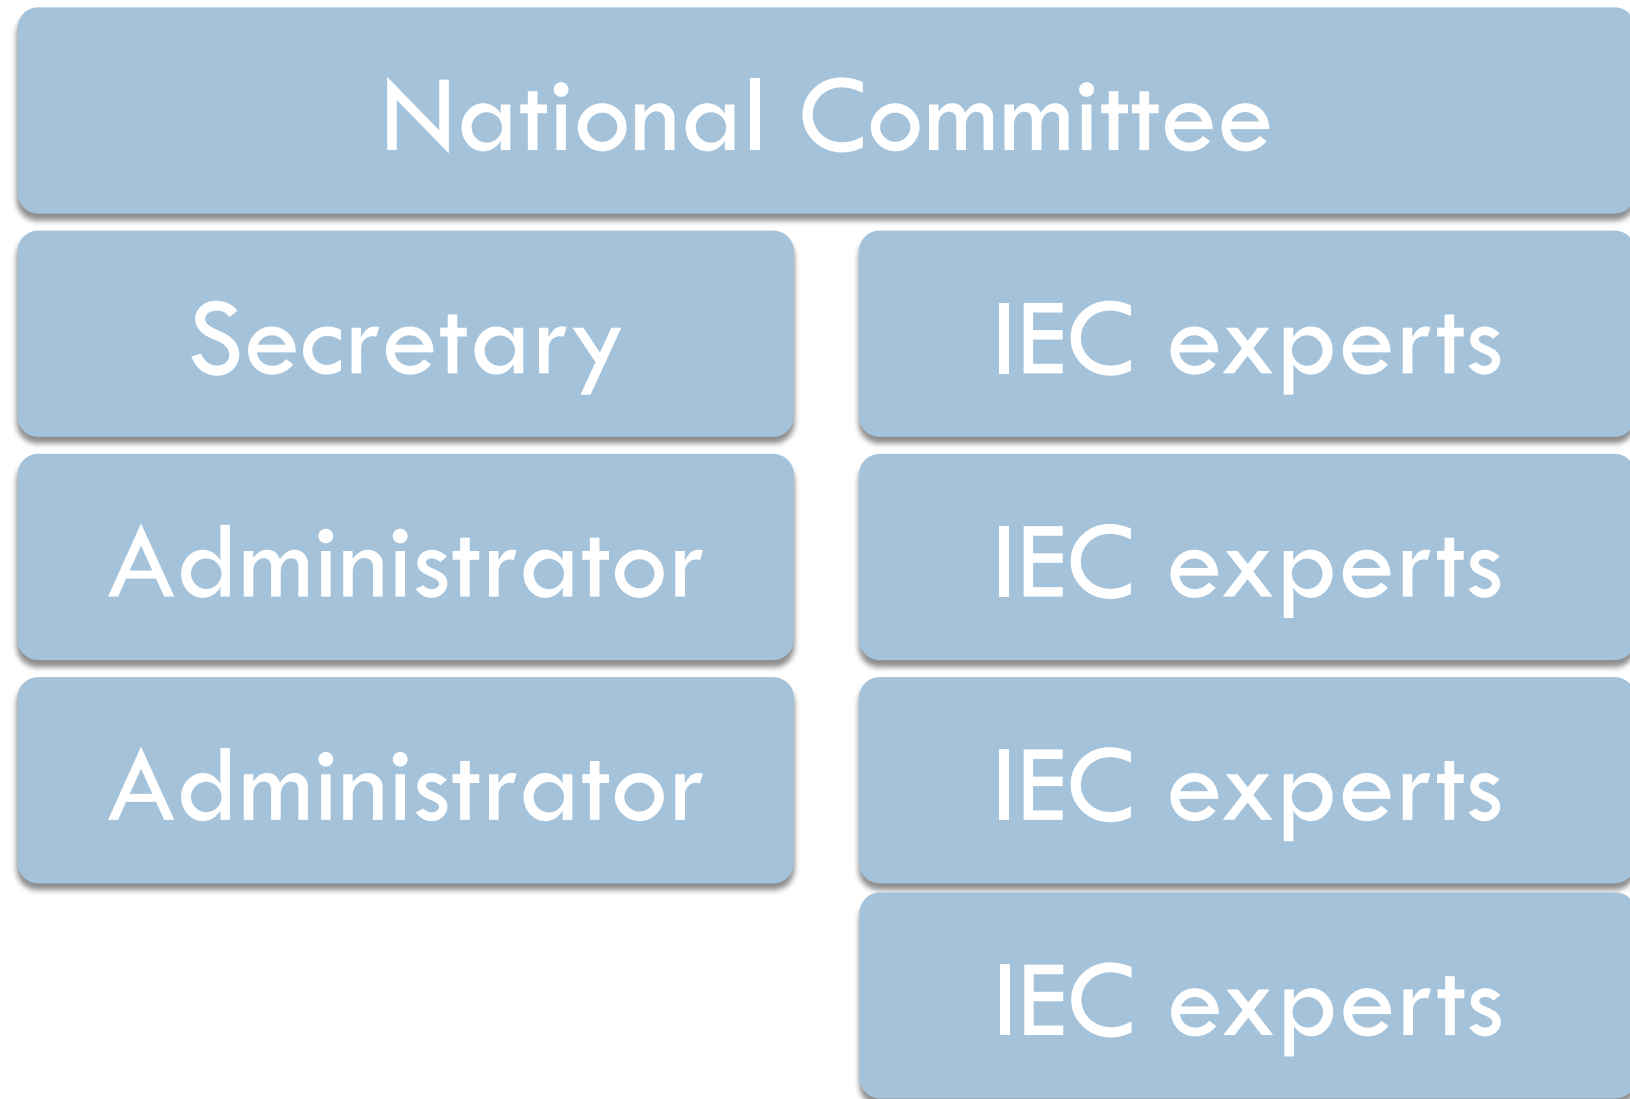 National Committee
Secretary
IEC experts
Administrator
IEC experts
Administrator
IEC experts
IEC experts